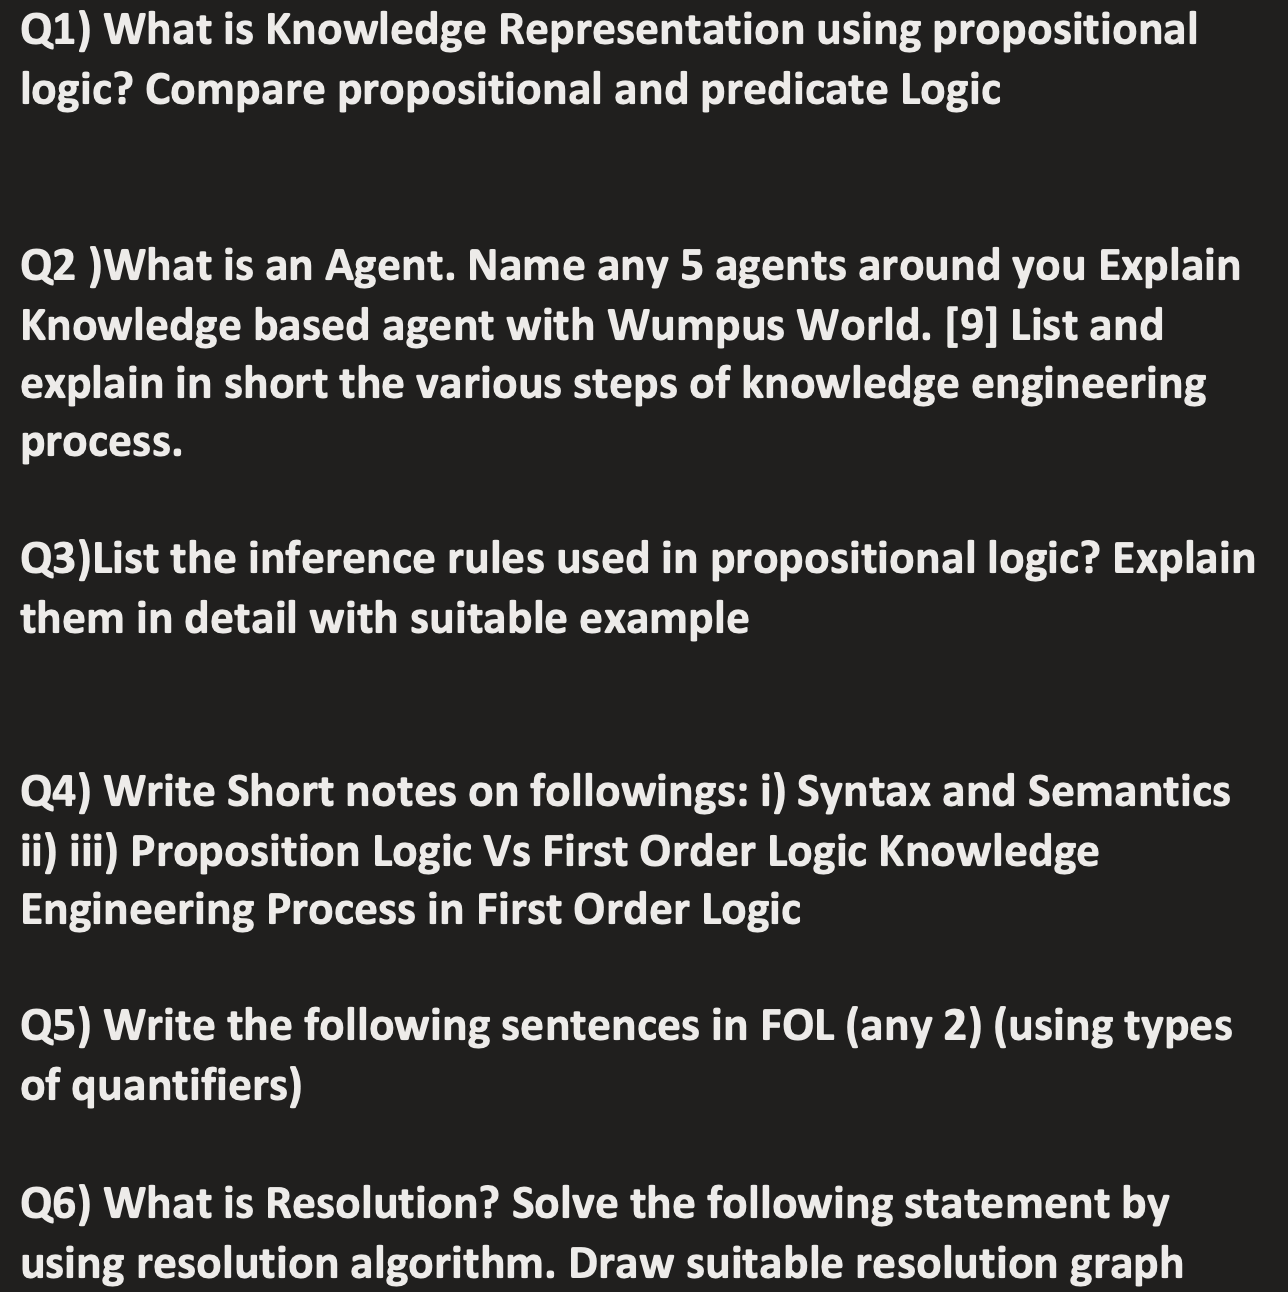 Q1) What is Knowledge Representation using propositional
logic? Compare propositional and predicate Logic
Q2 )What is an Agent. Name any 5 agents around you Explain
Knowledge based agent with Wumpus World. [9] List and
explain in short the various steps of knowledge engineering
process.
Q3)List the inference rules used in propositional logic? Explain
them in detail with suitable example
Q4) Write Short notes on followings: i) Syntax and Semantics
ii) iii) Proposition Logic Vs First Order Logic Knowledge
Engineering Process in First Order Logic
Q5) Write the following sentences in FOL (any 2) (using types
of quantifiers)
Q6) What is Resolution? Solve the following statement by
using resolution algorithm. Draw suitable resolution graph